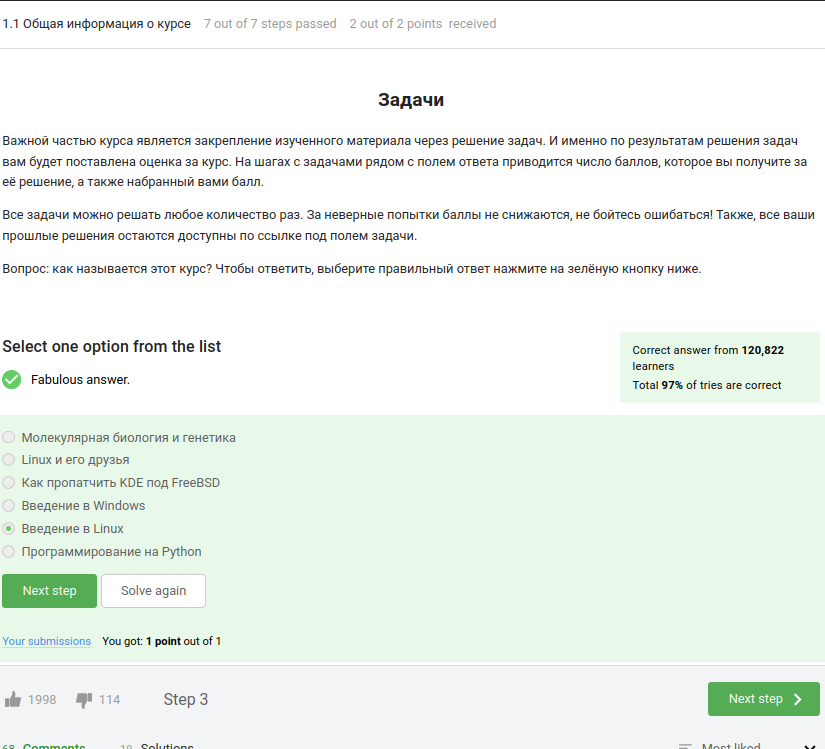 1.1 Общая информация о курсе 7 out of 7 steps passed 2 out of 2 points received
Задачи
Важной частью курса является закрепление изученного материала через решение задач. И именно по результатам решения задач
вам будет поставлена оценка за курс. На шагах с задачами рядом с полем ответа приводится число баллов, которое вы получите за
её решение, а также набранный вами балл.
Все задачи можно решать любое количество раз. За неверные попытки баллы не снижаются, не бойтесь ошибаться! Также, все ваши
прошлые решения остаются доступны по ссылке под полем задачи.
Вопрос: как называется этот курс? Чтобы ответить, выберите правильный ответ нажмите на зелёную кнопку ниже.
Select one option from the list
Fabulous answer.
Correct answer from 120,822
learners
Total 97% of tries are correct
Молекулярная биология и генетика
Linux и его друзья
Как пропатчить KDE под FreeBSD
Введение в Windows
Введение в Linux
Программирование на Python
Next step Solve again
Your submissions You got: 1 point out of 1
1998 114 Step 3 Next step
68 Comments 19 Solutions Most liked